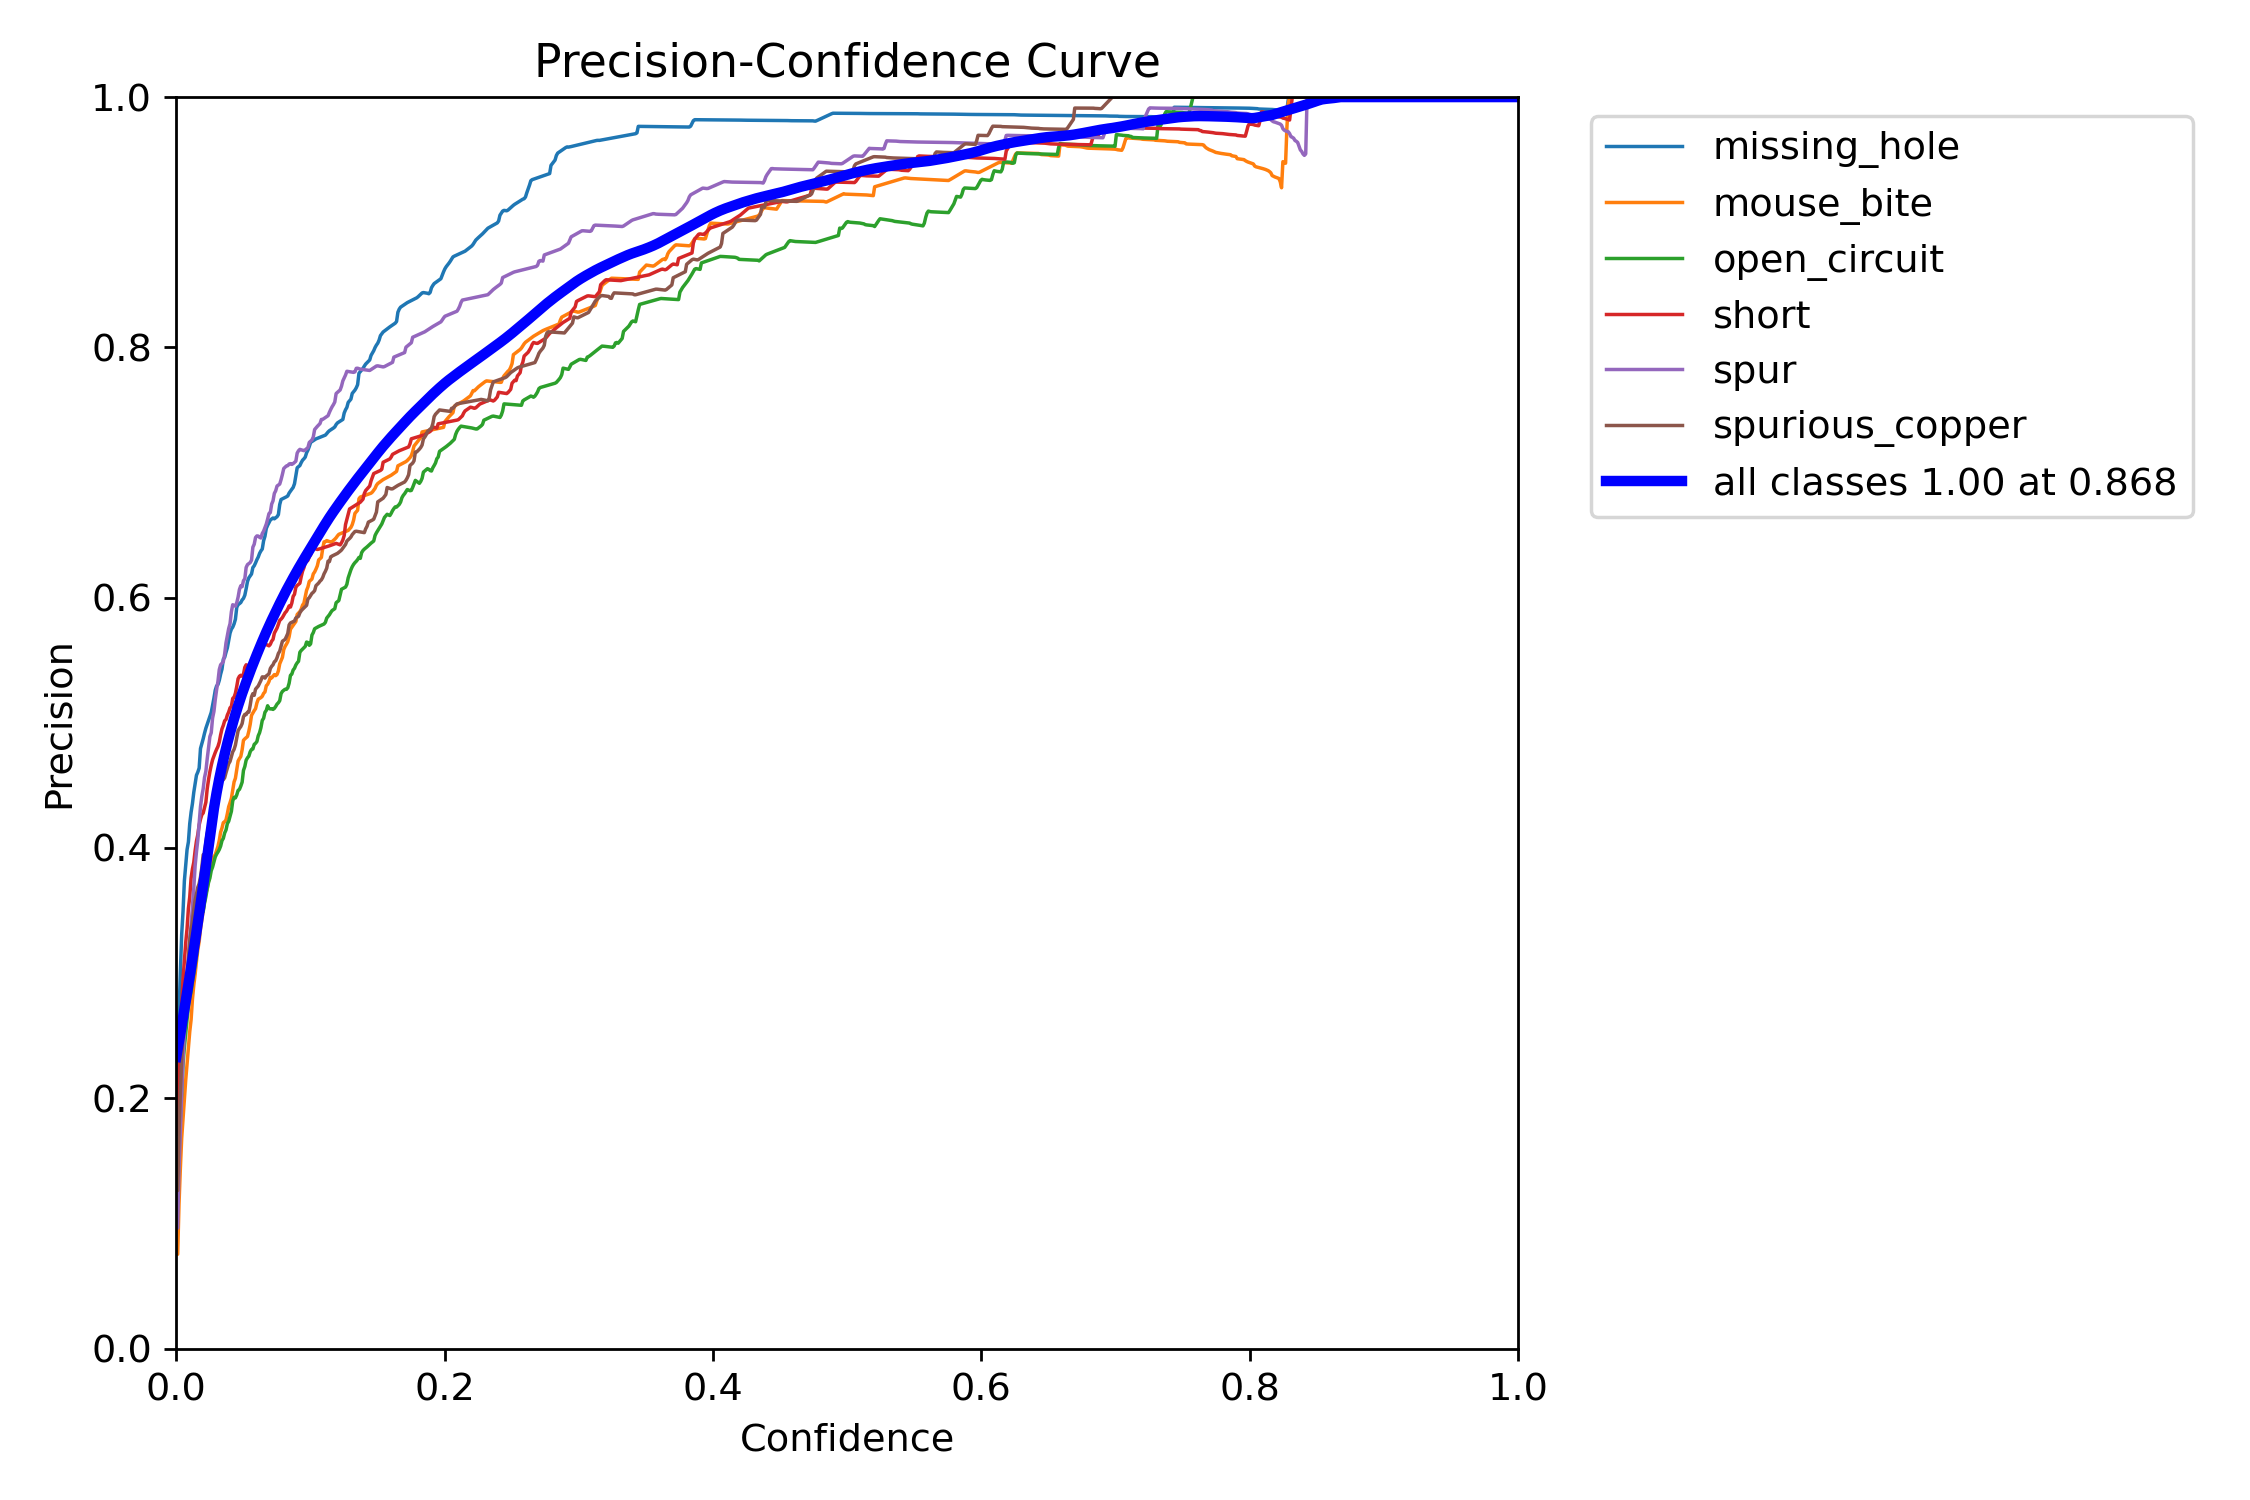 Precision-Confidence Curve
1.0
0.8
0.6
0.4
0.2
0.0
Precision
0.0 0.2 0.4 0.6 0.8 1.0
Confidence
missing_hole
mouse_bite
open_circuit
short
spur
spurious_copper
all classes 1.00 at 0.868